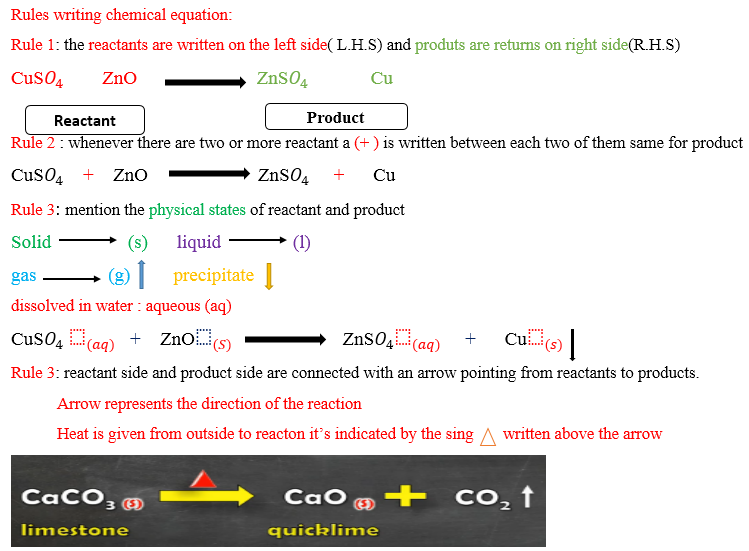 Rules writing chemical equation:
Rule 1: the reactants are written on the left side( L.H.S) and produts are returns on right side(R.H.S)
CuSO₄ ZnO ⟶ ZnSO₄ Cu
Reactant Product
Rule 2 : whenever there are two or more reactant a (+ ) is written between each two of them same for product
CuSO₄ + ZnO ⟶ ZnSO₄ + Cu
Rule 3: mention the physical states of reactant and product
Solid ⟶ (s) liquid ⟶ (l)
gas ⟶ (g) ↑ precipitate ↓
dissolved in water : aqueous (aq)
CuSO₄ ⬚(aq) + ZnO⬚(S) ⟶ ZnSO₄⬚(aq) + Cu⬚(s) ↓
Rule 3: reactant side and product side are connected with an arrow pointing from reactants to products.
Arrow represents the direction of the reaction
Heat is given from outside to reacton it’s indicated by the sing △ written above the arrow
CaCO₃ (s) ⟶ CaO (s) + CO₂ ↑
limestone quicklime